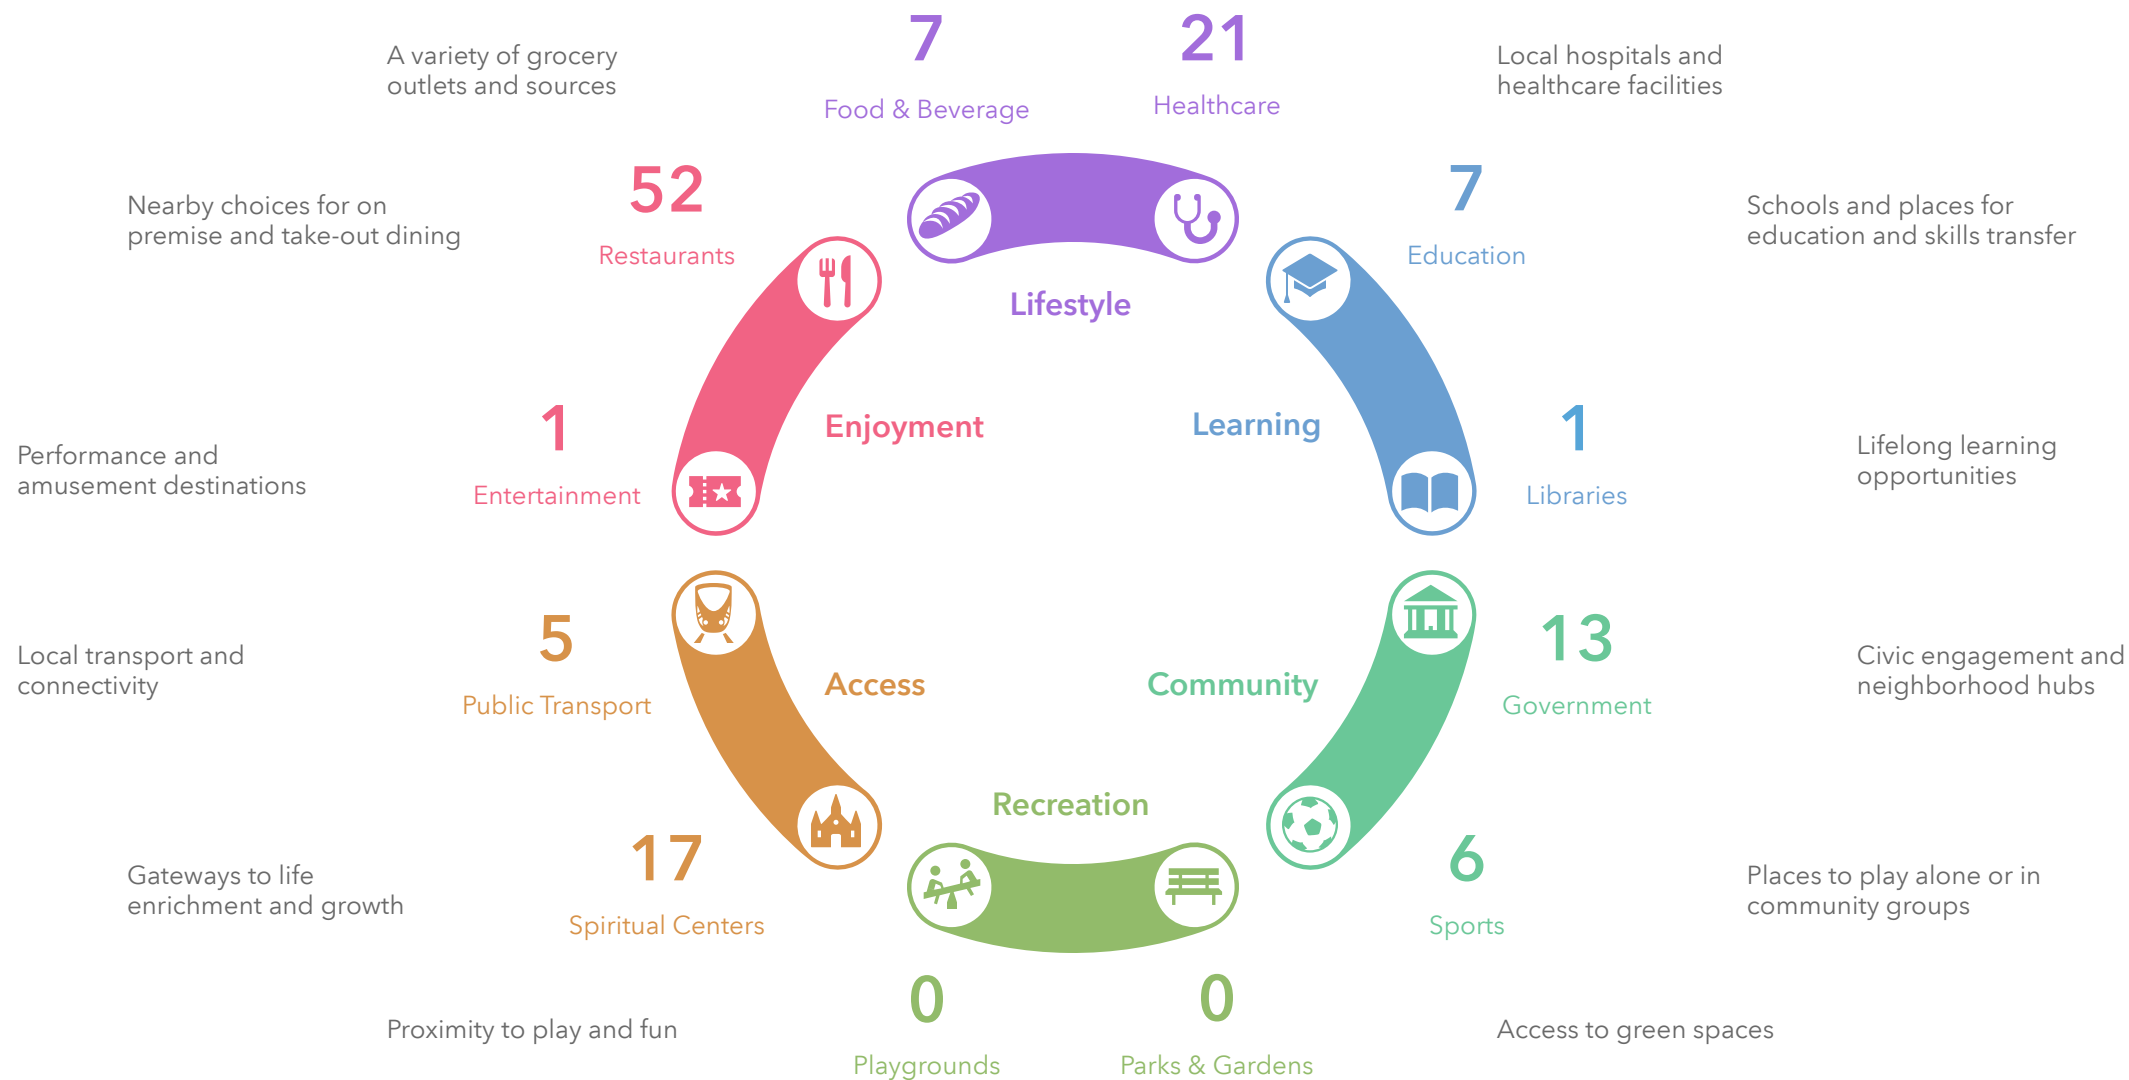 7
21
A variety of grocery
outlets and sources
Food & Beverage
Healthcare
Local hospitals and
healthcare facilities
52
7
Nearby choices for on
premise and take-out dining
Restaurants
Education
Schools and places for
education and skills transfer
Lifestyle
Enjoyment
Learning
1
1
Performance and
amusement destinations
Entertainment
Libraries
Lifelong learning
opportunities
5
13
Local transport and
connectivity
Public Transport
Access
Community
Government
Civic engagement and
neighborhood hubs
Recreation
17
6
Gateways to life
enrichment and growth
Spiritual Centers
Sports
Places to play alone or in
community groups
0
0
Proximity to play and fun
Playgrounds
Parks & Gardens
Access to green spaces